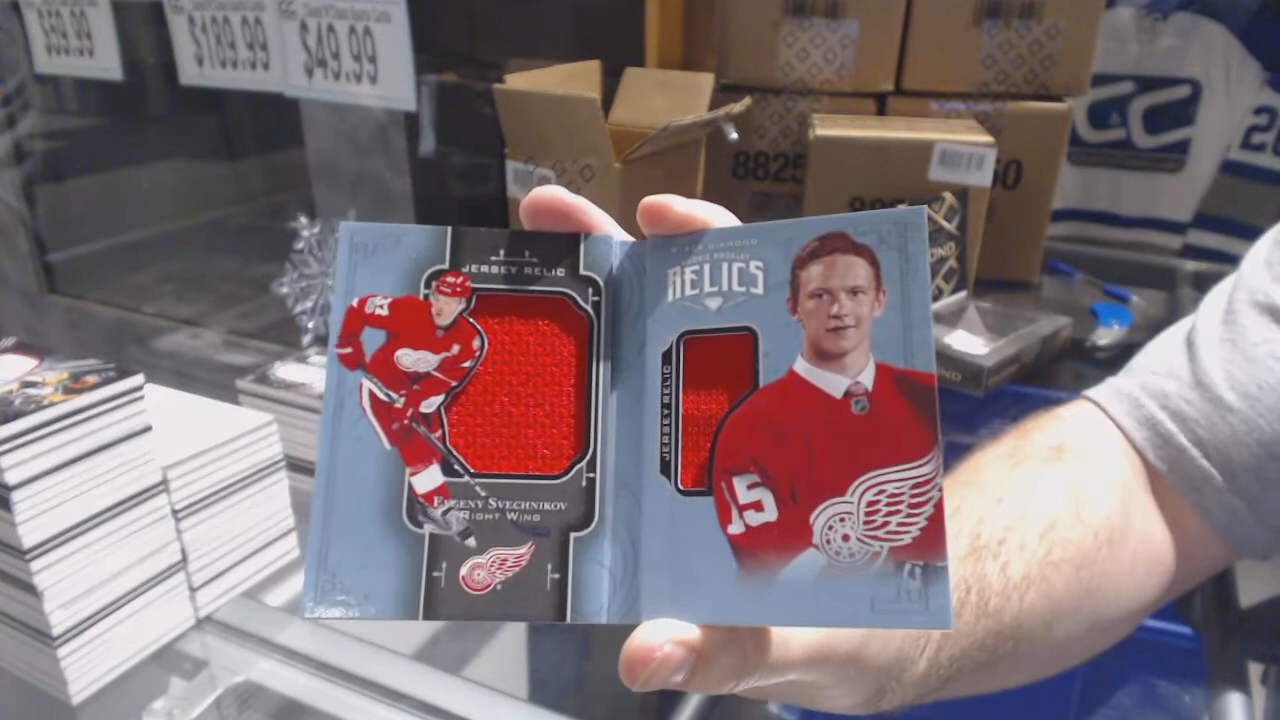 $59.99
$189.99
$49.99
8825
JERSEY RELIC
BLACK DIAMOND
ROOKIE BOOKLET
RELICS
JERSEY RELIC
EVGENY SVECHNIKOV
RIGHT WING
15